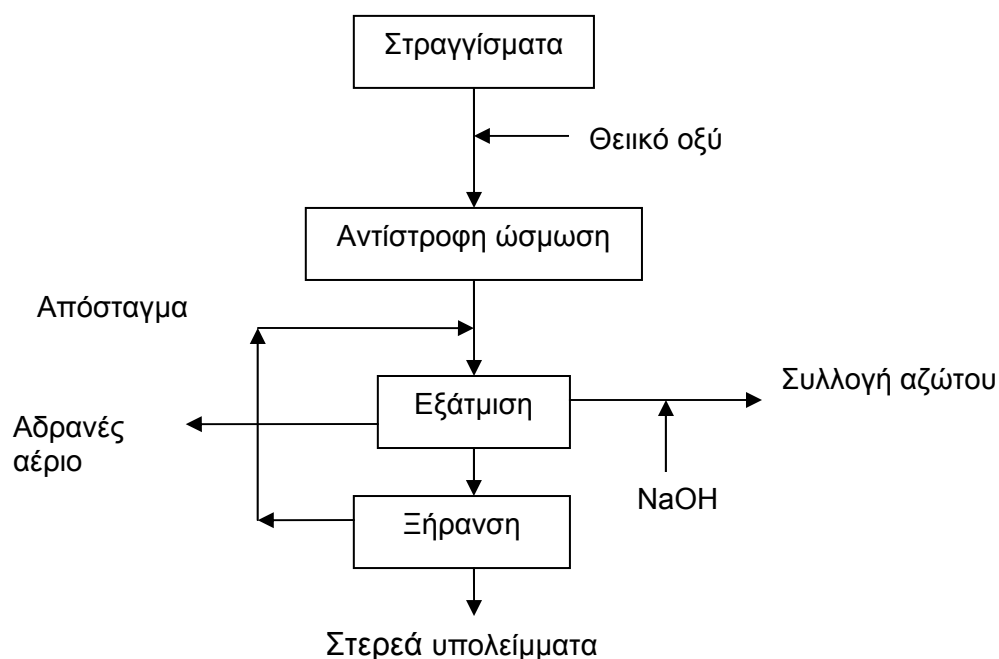 Στραγγίσματα
Θειικό οξύ
Αντίστροφη ώσμωση
Απόσταγμα
Εξάτμιση
Συλλογή αζώτου
Αδρανές
αέριο
NaOH
Ξήρανση
Στερεά υπολείμματα